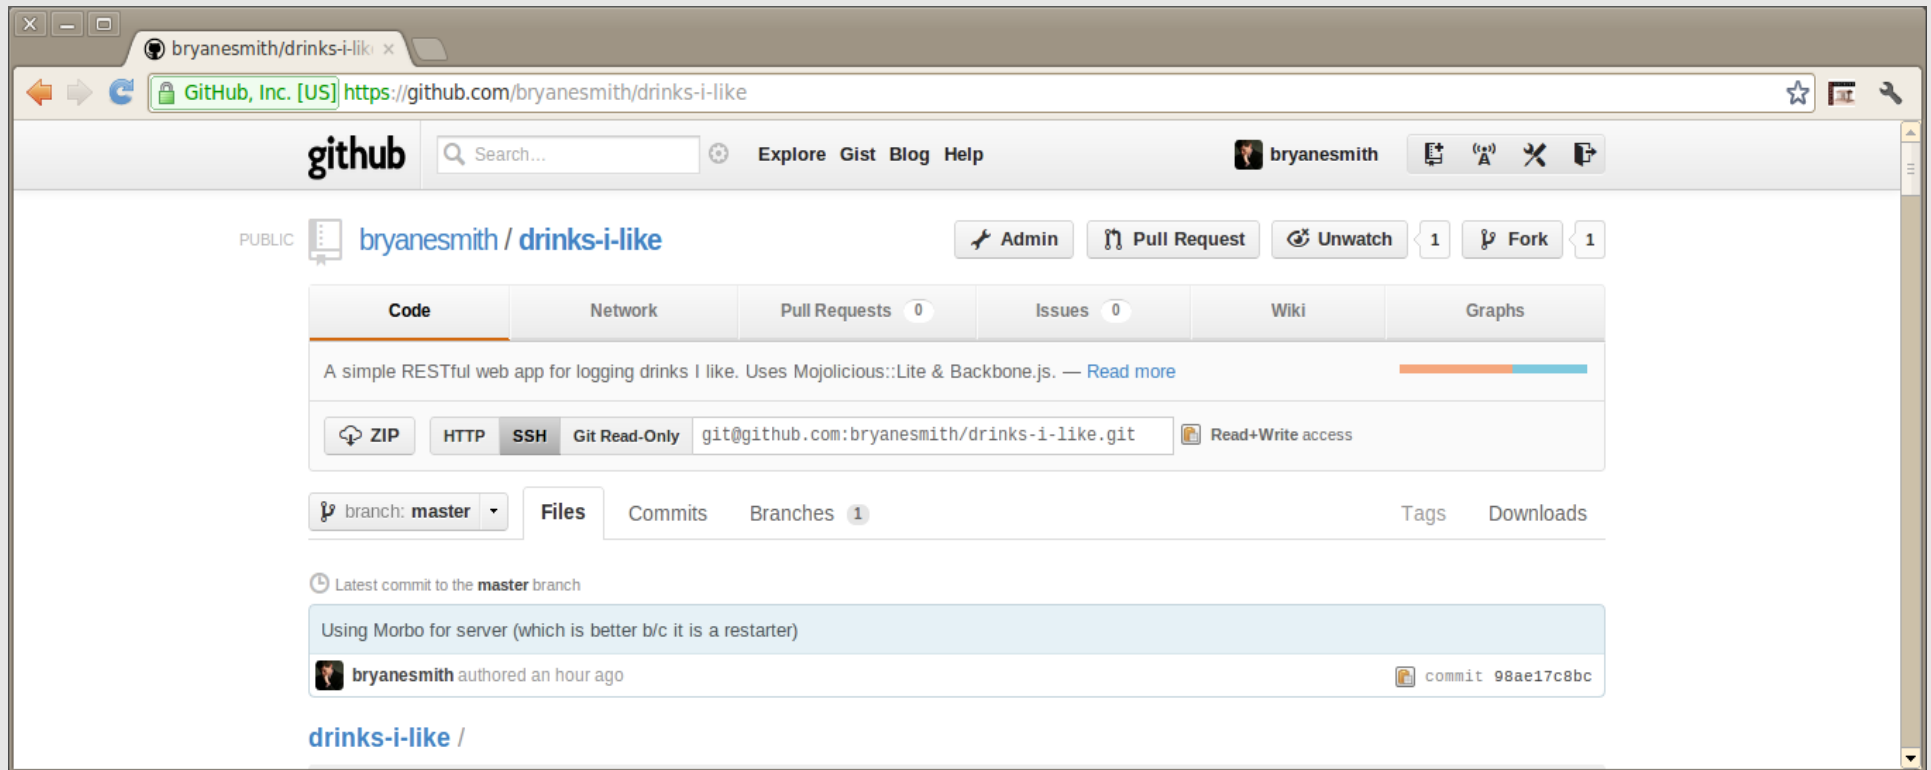 bryanesmith/drinks-i-lik
GitHub, Inc. [US] https://github.com/bryanesmith/drinks-i-like
github Search... Explore Gist Blog Help bryanesmith
PUBLIC bryanesmith / drinks-i-like Admin Pull Request Unwatch 1 Fork 1
Code Network Pull Requests 0 Issues 0 Wiki Graphs
A simple RESTful web app for logging drinks I like. Uses Mojolicious::Lite & Backbone.js. — Read more
ZIP HTTP SSH Git Read-Only git@github.com:bryanesmith/drinks-i-like.git Read+Write access
branch: master Files Commits Branches 1 Tags Downloads
Latest commit to the master branch
Using Morbo for server (which is better b/c it is a restarter)
bryanesmith authored an hour ago commit 98ae17c8bc
drinks-i-like /